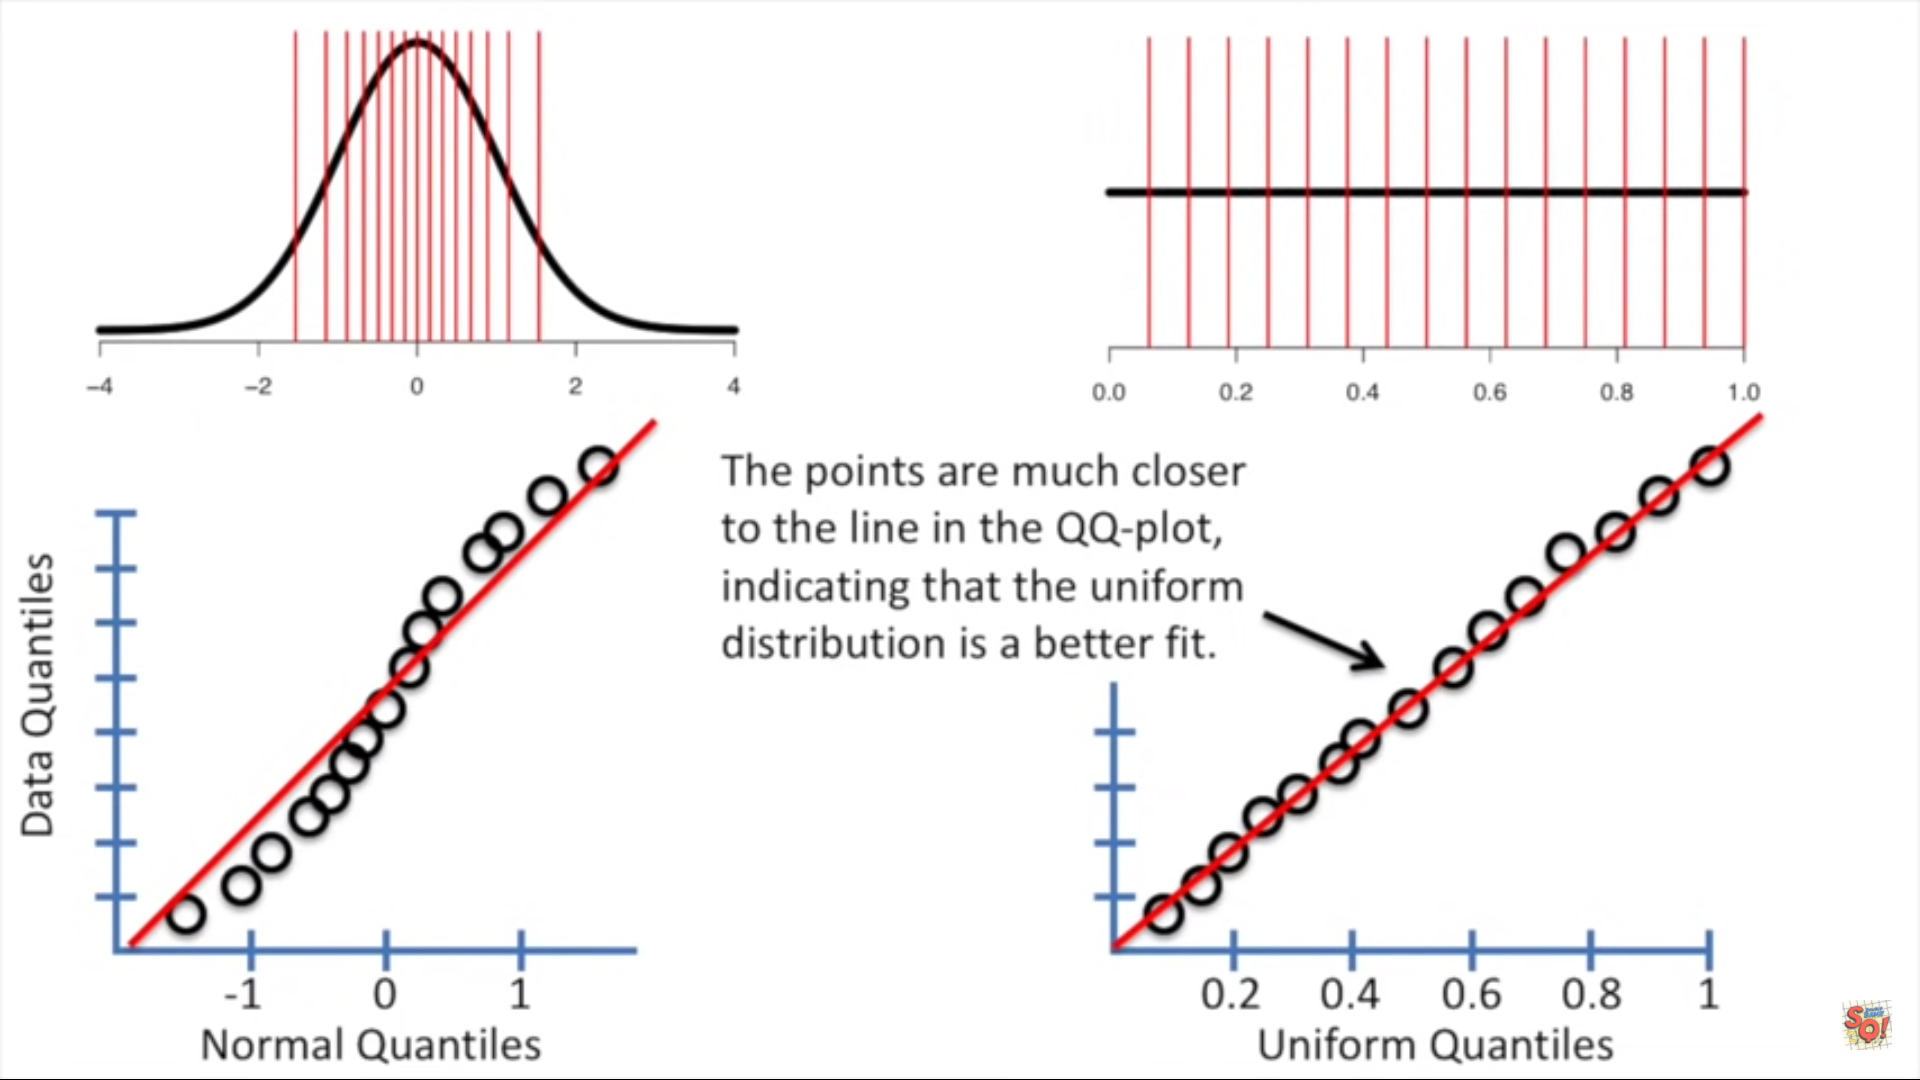 −4 −2 0 2 4
0.0 0.2 0.4 0.6 0.8 1.0
The points are much closer
to the line in the QQ-plot,
indicating that the uniform
distribution is a better fit.
Data Quantiles
-1 0 1
Normal Quantiles
0.2 0.4 0.6 0.8 1
Uniform Quantiles
SQ!